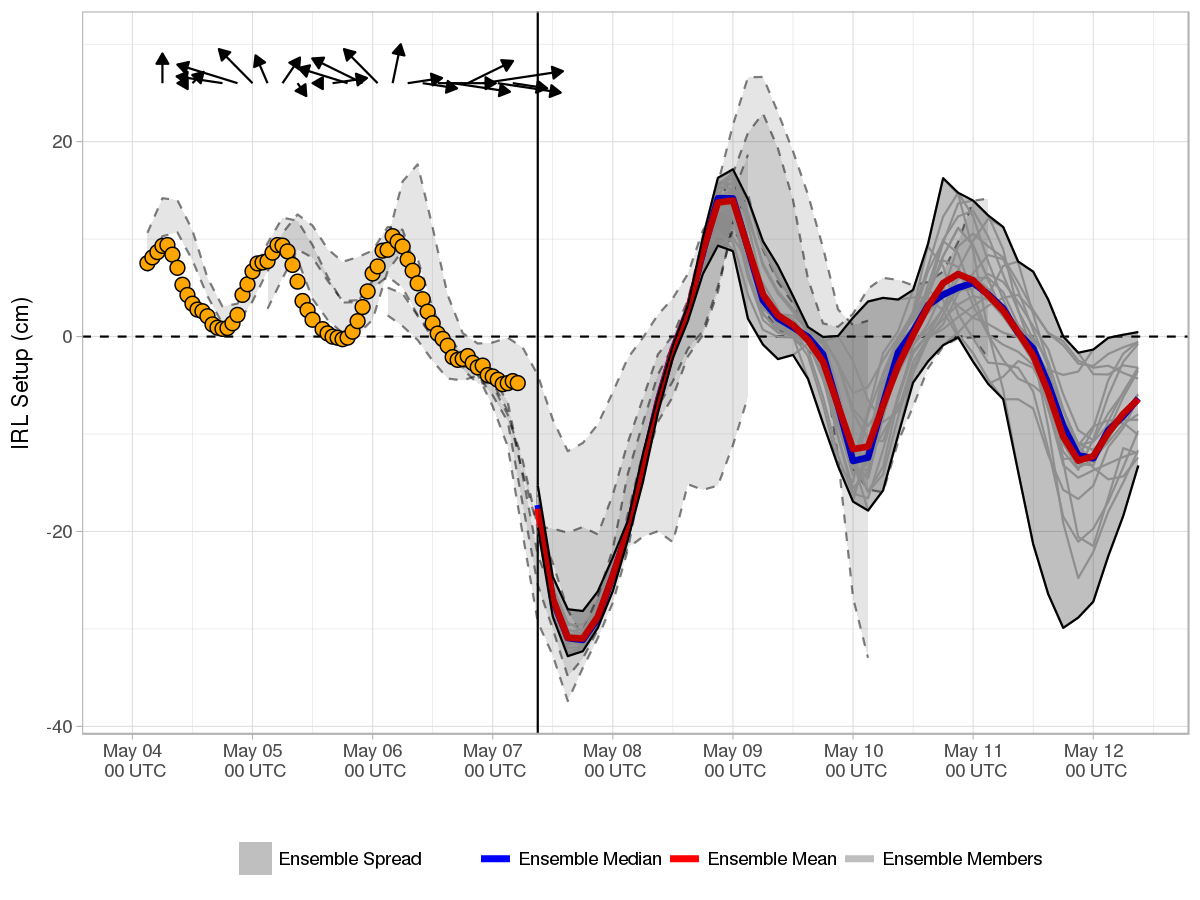 IRL Setup (cm)
20
0
-20
-40
May 04 May 05 May 06 May 07 May 08 May 09 May 10 May 11 May 12
00 UTC 00 UTC 00 UTC 00 UTC 00 UTC 00 UTC 00 UTC 00 UTC 00 UTC
Ensemble Spread Ensemble Median Ensemble Mean Ensemble Members